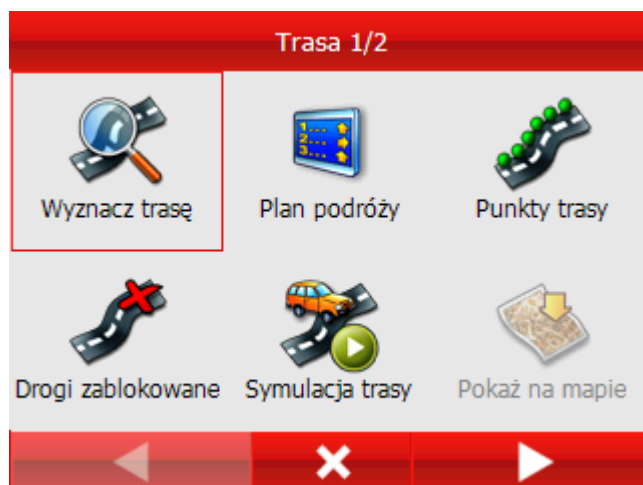 Trasa 1/2
Wyznacz trasę
Plan podróży
Punkty trasy
Drogi zablokowane
Symulacja trasy
Pokaż na mapie